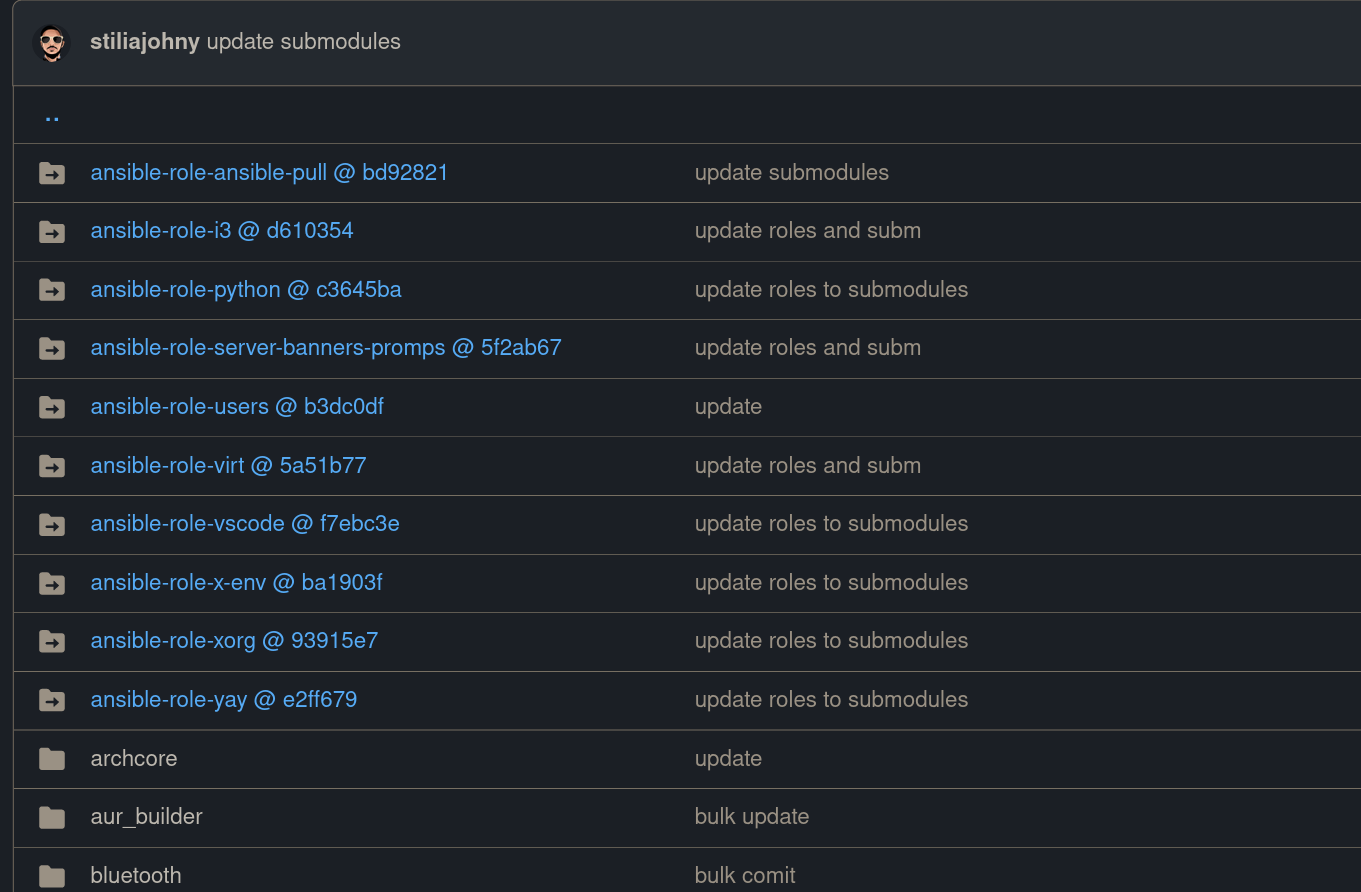 stiliajohny update submodules
..
ansible-role-ansible-pull @ bd92821 update submodules
ansible-role-i3 @ d610354 update roles and subm
ansible-role-python @ c3645ba update roles to submodules
ansible-role-server-banners-promps @ 5f2ab67 update roles and subm
ansible-role-users @ b3dc0df update
ansible-role-virt @ 5a51b77 update roles and subm
ansible-role-vscode @ f7ebc3e update roles to submodules
ansible-role-x-env @ ba1903f update roles to submodules
ansible-role-xorg @ 93915e7 update roles to submodules
ansible-role-yay @ e2ff679 update roles to submodules
archcore update
aur_builder bulk update
bluetooth bulk comit